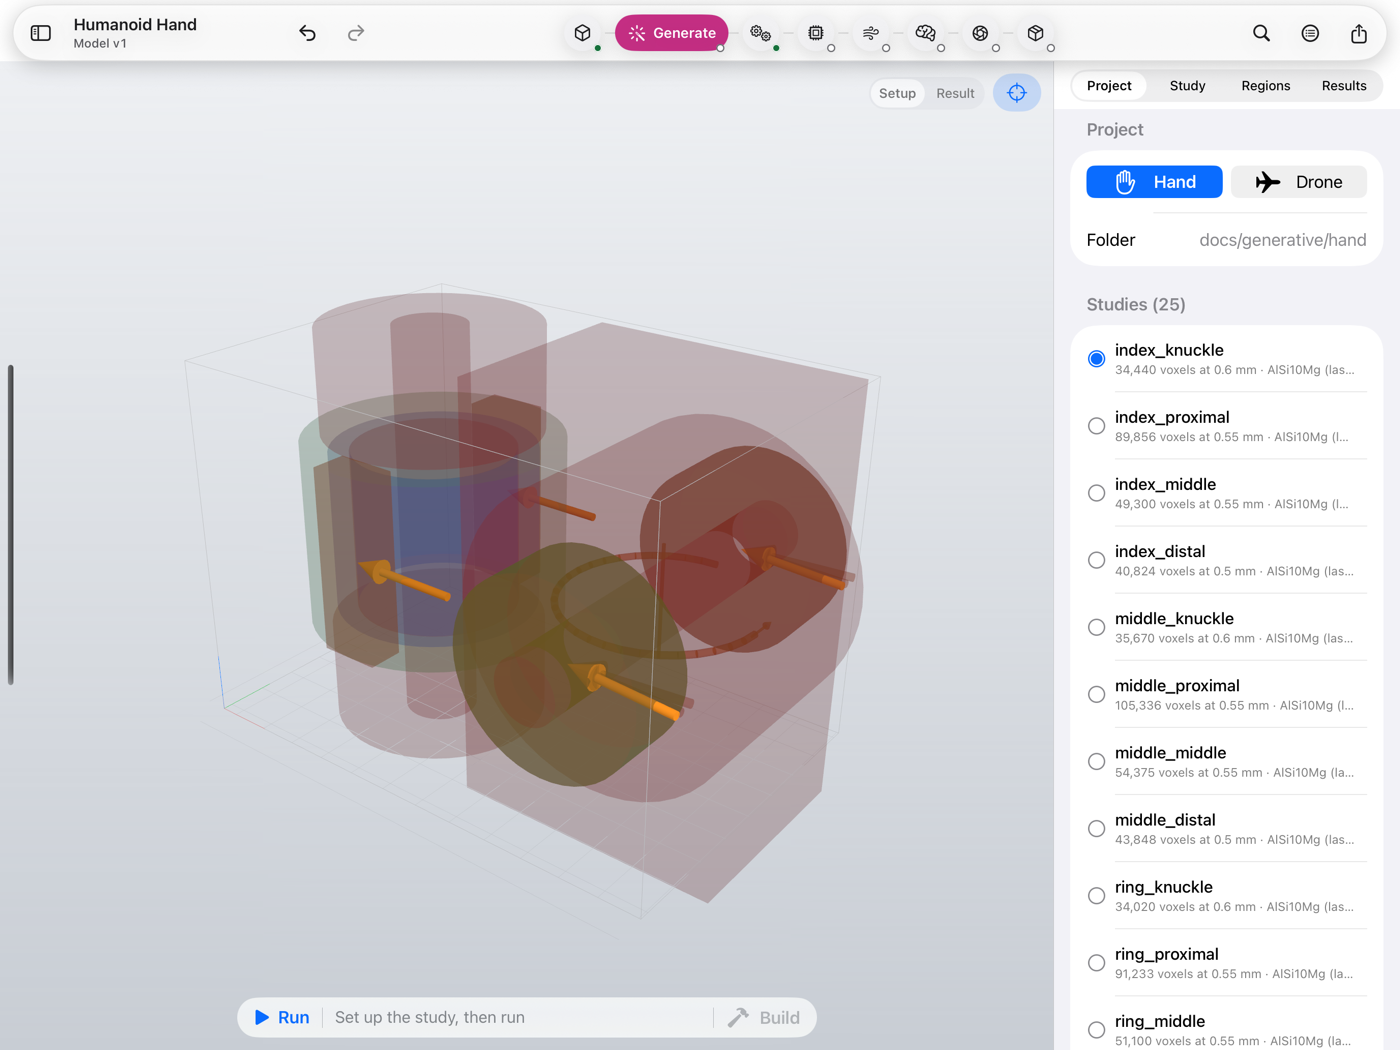 Humanoid Hand
Model v1
Generate
Setup
Result
Project
Study
Regions
Results
Project
Hand
Drone
Folder
docs/generative/hand
Studies (25)
index_knuckle
34,440 voxels at 0.6 mm · AlSi10Mg (las...
index_proximal
89,856 voxels at 0.55 mm · AlSi10Mg (l...
index_middle
49,300 voxels at 0.55 mm · AlSi10Mg (l...
index_distal
40,824 voxels at 0.5 mm · AlSi10Mg (la...
middle_knuckle
35,670 voxels at 0.6 mm · AlSi10Mg (las...
middle_proximal
105,336 voxels at 0.55 mm · AlSi10Mg (l...
middle_middle
54,375 voxels at 0.55 mm · AlSi10Mg (la...
middle_distal
43,848 voxels at 0.5 mm · AlSi10Mg (la...
ring_knuckle
34,020 voxels at 0.6 mm · AlSi10Mg (las...
ring_proximal
91,233 voxels at 0.55 mm · AlSi10Mg (la...
ring_middle
51,100 voxels at 0.55 mm · AlSi10Mg (la...
Run
Set up the study, then run
Build